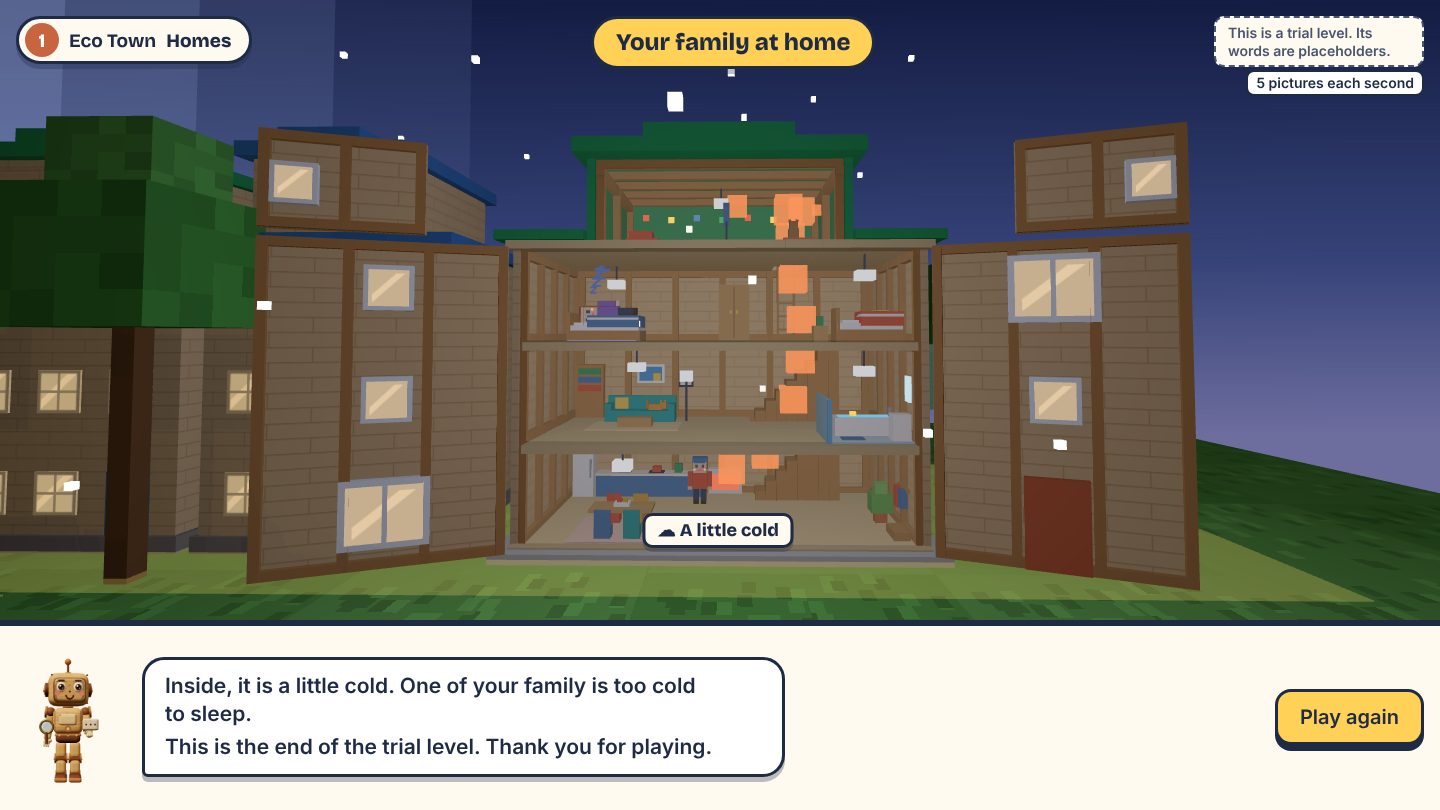 1 Eco Town Homes
Your family at home
This is a trial level. Its
words are placeholders.
5 pictures each second
A little cold
Inside, it is a little cold. One of your family is too cold
to sleep.
This is the end of the trial level. Thank you for playing.
Play again